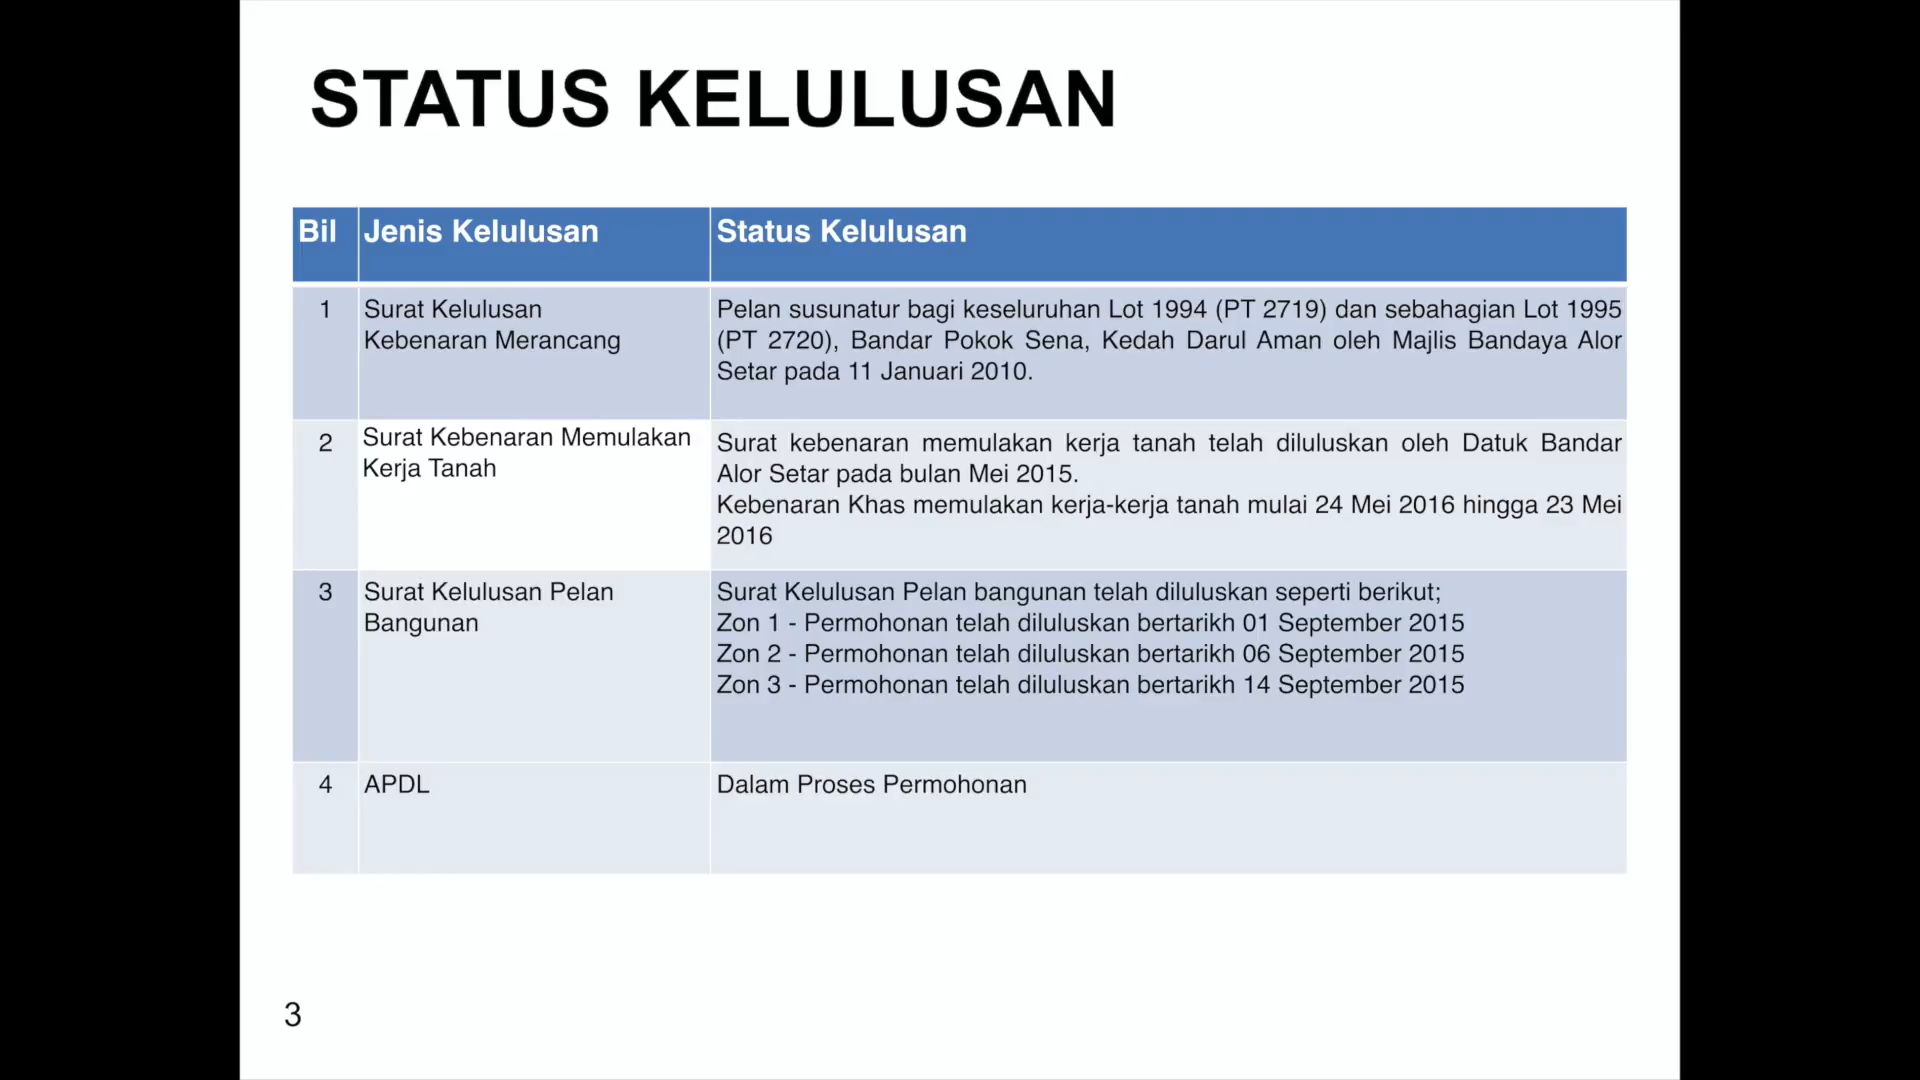 STATUS KELULUSAN
Bil Jenis Kelulusan Status Kelulusan
1 Surat Kelulusan
Kebenaran Merancang
Pelan susunatur bagi keseluruhan Lot 1994 (PT 2719) dan sebahagian Lot 1995
(PT 2720), Bandar Pokok Sena, Kedah Darul Aman oleh Majlis Bandaya Alor
Setar pada 11 Januari 2010.
2 Surat Kebenaran Memulakan
Kerja Tanah
Surat kebenaran memulakan kerja tanah telah diluluskan oleh Datuk Bandar
Alor Setar pada bulan Mei 2015.
Kebenaran Khas memulakan kerja-kerja tanah mulai 24 Mei 2016 hingga 23 Mei
2016
3 Surat Kelulusan Pelan
Bangunan
Surat Kelulusan Pelan bangunan telah diluluskan seperti berikut;
Zon 1 - Permohonan telah diluluskan bertarikh 01 September 2015
Zon 2 - Permohonan telah diluluskan bertarikh 06 September 2015
Zon 3 - Permohonan telah diluluskan bertarikh 14 September 2015
4 APDL
Dalam Proses Permohonan
3